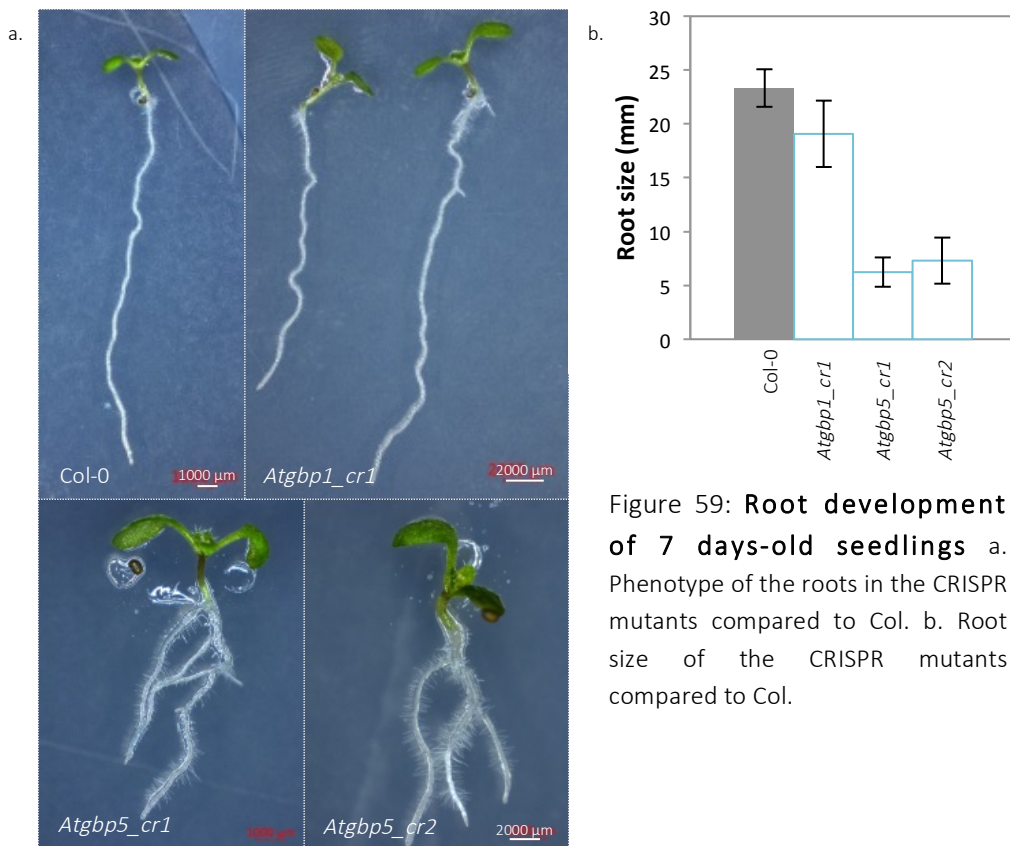 a.
Col-0
1000 µm
Atgbp1_cr1
2000 µm
Atgbp5_cr1
1000 µm
Atgbp5_cr2
2000 µm
b.
Root size (mm)
30
25
20
15
10
5
0
Col-0
Atgbp1_cr1
Atgbp5_cr1
Atgbp5_cr2
Figure 59: Root development
of 7 days-old seedlings a.
Phenotype of the roots in the CRISPR
mutants compared to Col. b. Root
size of the CRISPR mutants
compared to Col.